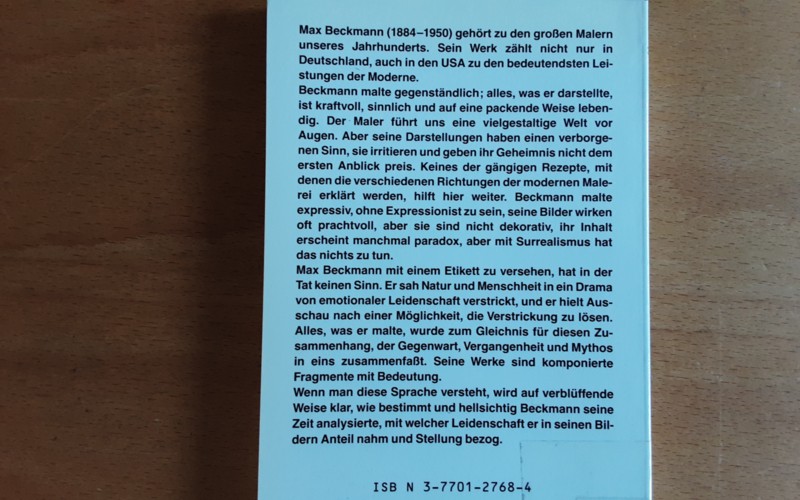 Max Beckmann (1884–1950) gehört zu den großen Malern
unseres Jahrhunderts. Sein Werk zählt nicht nur in
Deutschland, auch in den USA zu den bedeutendsten Lei-
stungen der Moderne.
Beckmann malte gegenständlich; alles, was er darstellte,
ist kraftvoll, sinnlich und auf eine packende Weise leben-
dig. Der Maler führt uns eine vielgestaltige Welt vor
Augen. Aber seine Darstellungen haben einen verborge-
nen Sinn, sie irritieren und geben ihr Geheimnis nicht dem
ersten Anblick preis. Keines der gängigen Rezepte, mit
denen die verschiedenen Richtungen der modernen Male-
rei erklärt werden, hilft hier weiter. Beckmann malte
expressiv, ohne Expressionist zu sein, seine Bilder wirken
oft prachtvoll, aber sie sind nicht dekorativ, ihr Inhalt
erscheint manchmal paradox, aber mit Surrealismus hat
das nichts zu tun.
Max Beckmann mit einem Etikett zu versehen, hat in der
Tat keinen Sinn. Er sah Natur und Menschheit in ein Drama
von emotionaler Leidenschaft verstrickt, und er hielt Aus-
schau nach einer Möglichkeit, die Verstrickung zu lösen.
Alles, was er malte, wurde zum Gleichnis für diesen Zu-
sammenhang, der Gegenwart, Vergangenheit und Mythos
in eins zusammenfaßt. Seine Werke sind komponierte
Fragmente mit Bedeutung.
Wenn man diese Sprache versteht, wird auf verblüffende
Weise klar, wie bestimmt und hellsichtig Beckmann seine
Zeit analysierte, mit welcher Leidenschaft er in seinen Bil-
dern Anteil nahm und Stellung bezog.
ISB N 3-7701-2768-4